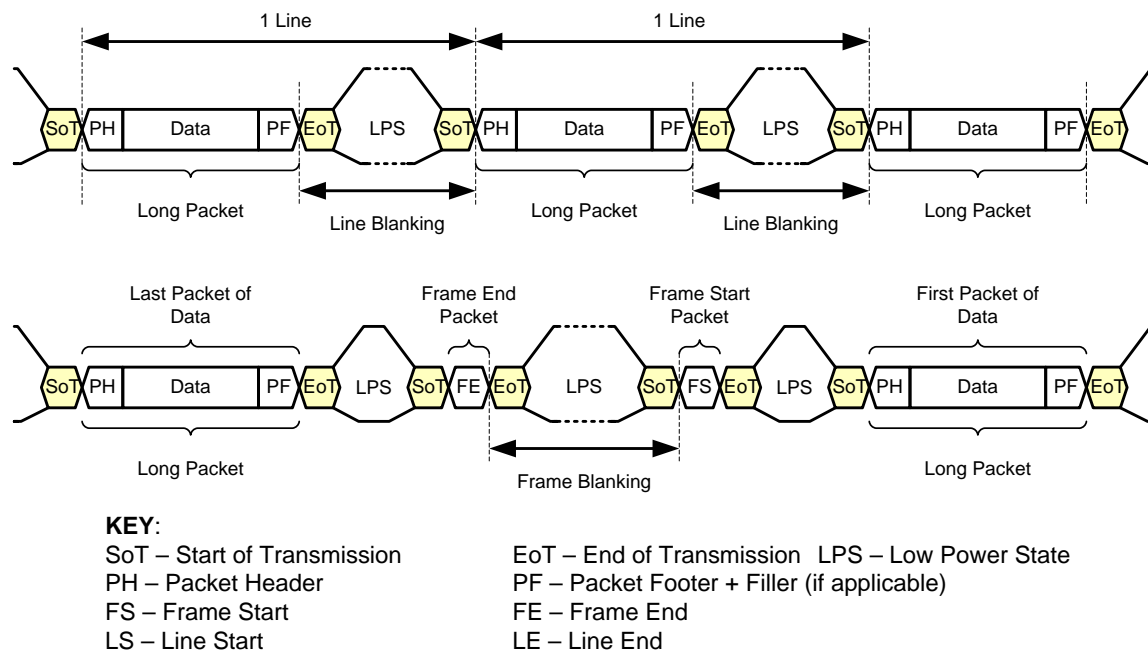 1 Line 1 Line
SoT PH Data PF EoT LPS SoT PH Data PF EoT LPS SoT PH Data PF EoT
Long Packet Line Blanking Long Packet Line Blanking Long Packet
Last Packet of Data Frame End Packet Frame Start Packet First Packet of Data
SoT PH Data PF EoT LPS SoT FE EoT LPS SoT FS EoT LPS SoT PH Data PF EoT
Long Packet Frame Blanking Long Packet
KEY:
SoT – Start of Transmission EoT – End of Transmission LPS – Low Power State
PH – Packet Header PF – Packet Footer + Filler (if applicable)
FS – Frame Start FE – Frame End
LS – Line Start LE – Line End